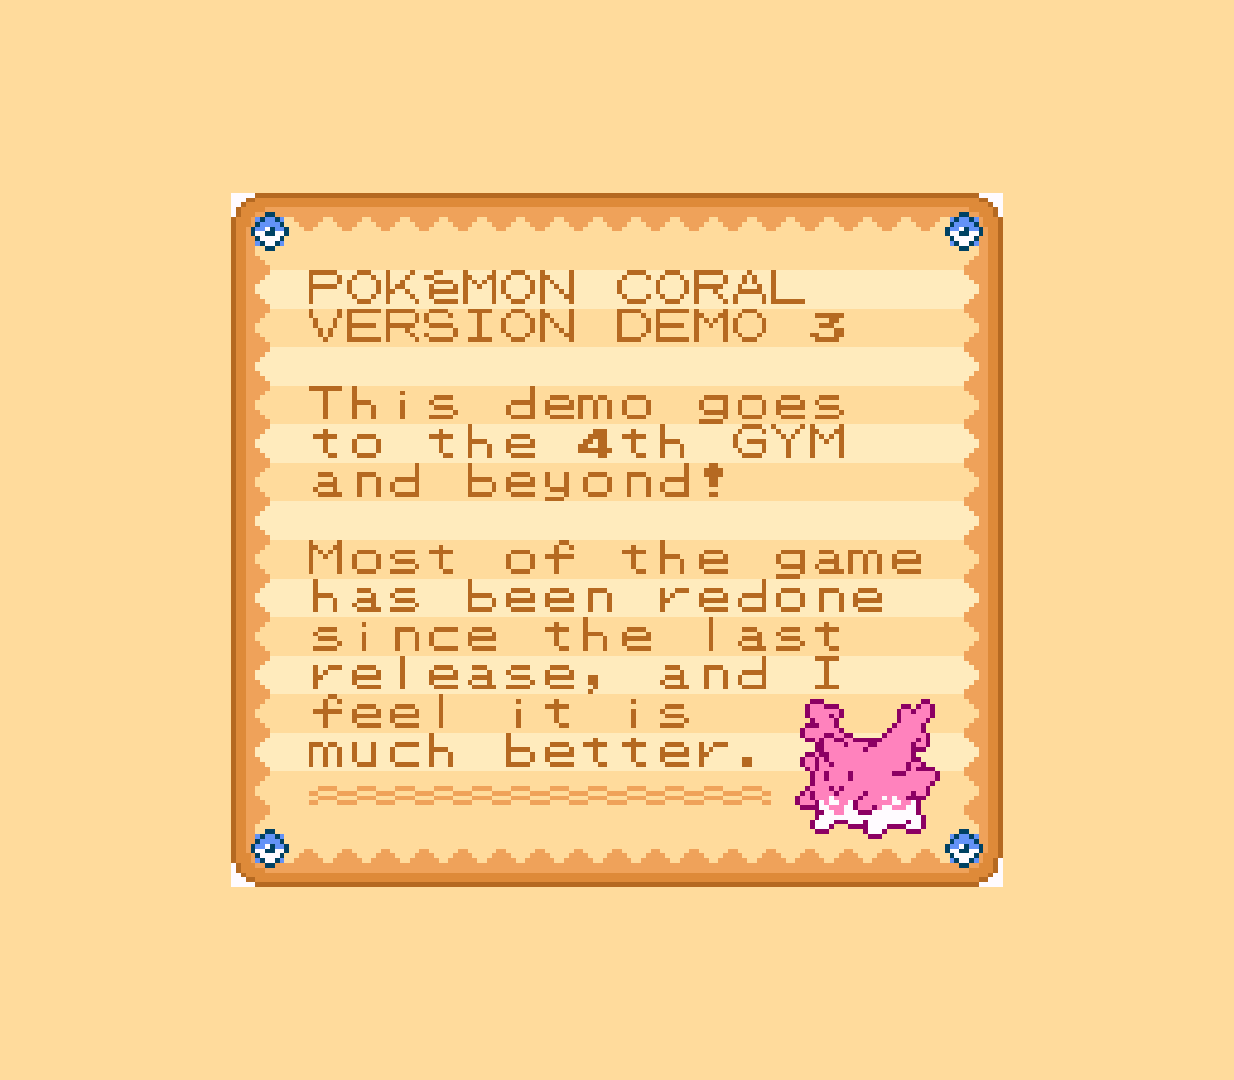 POKéMON CORAL
VERSION DEMO 3
This demo goes
to the 4th GYM
and beyond!
Most of the game
has been redone
since the last
release, and I
feel it is
much better.